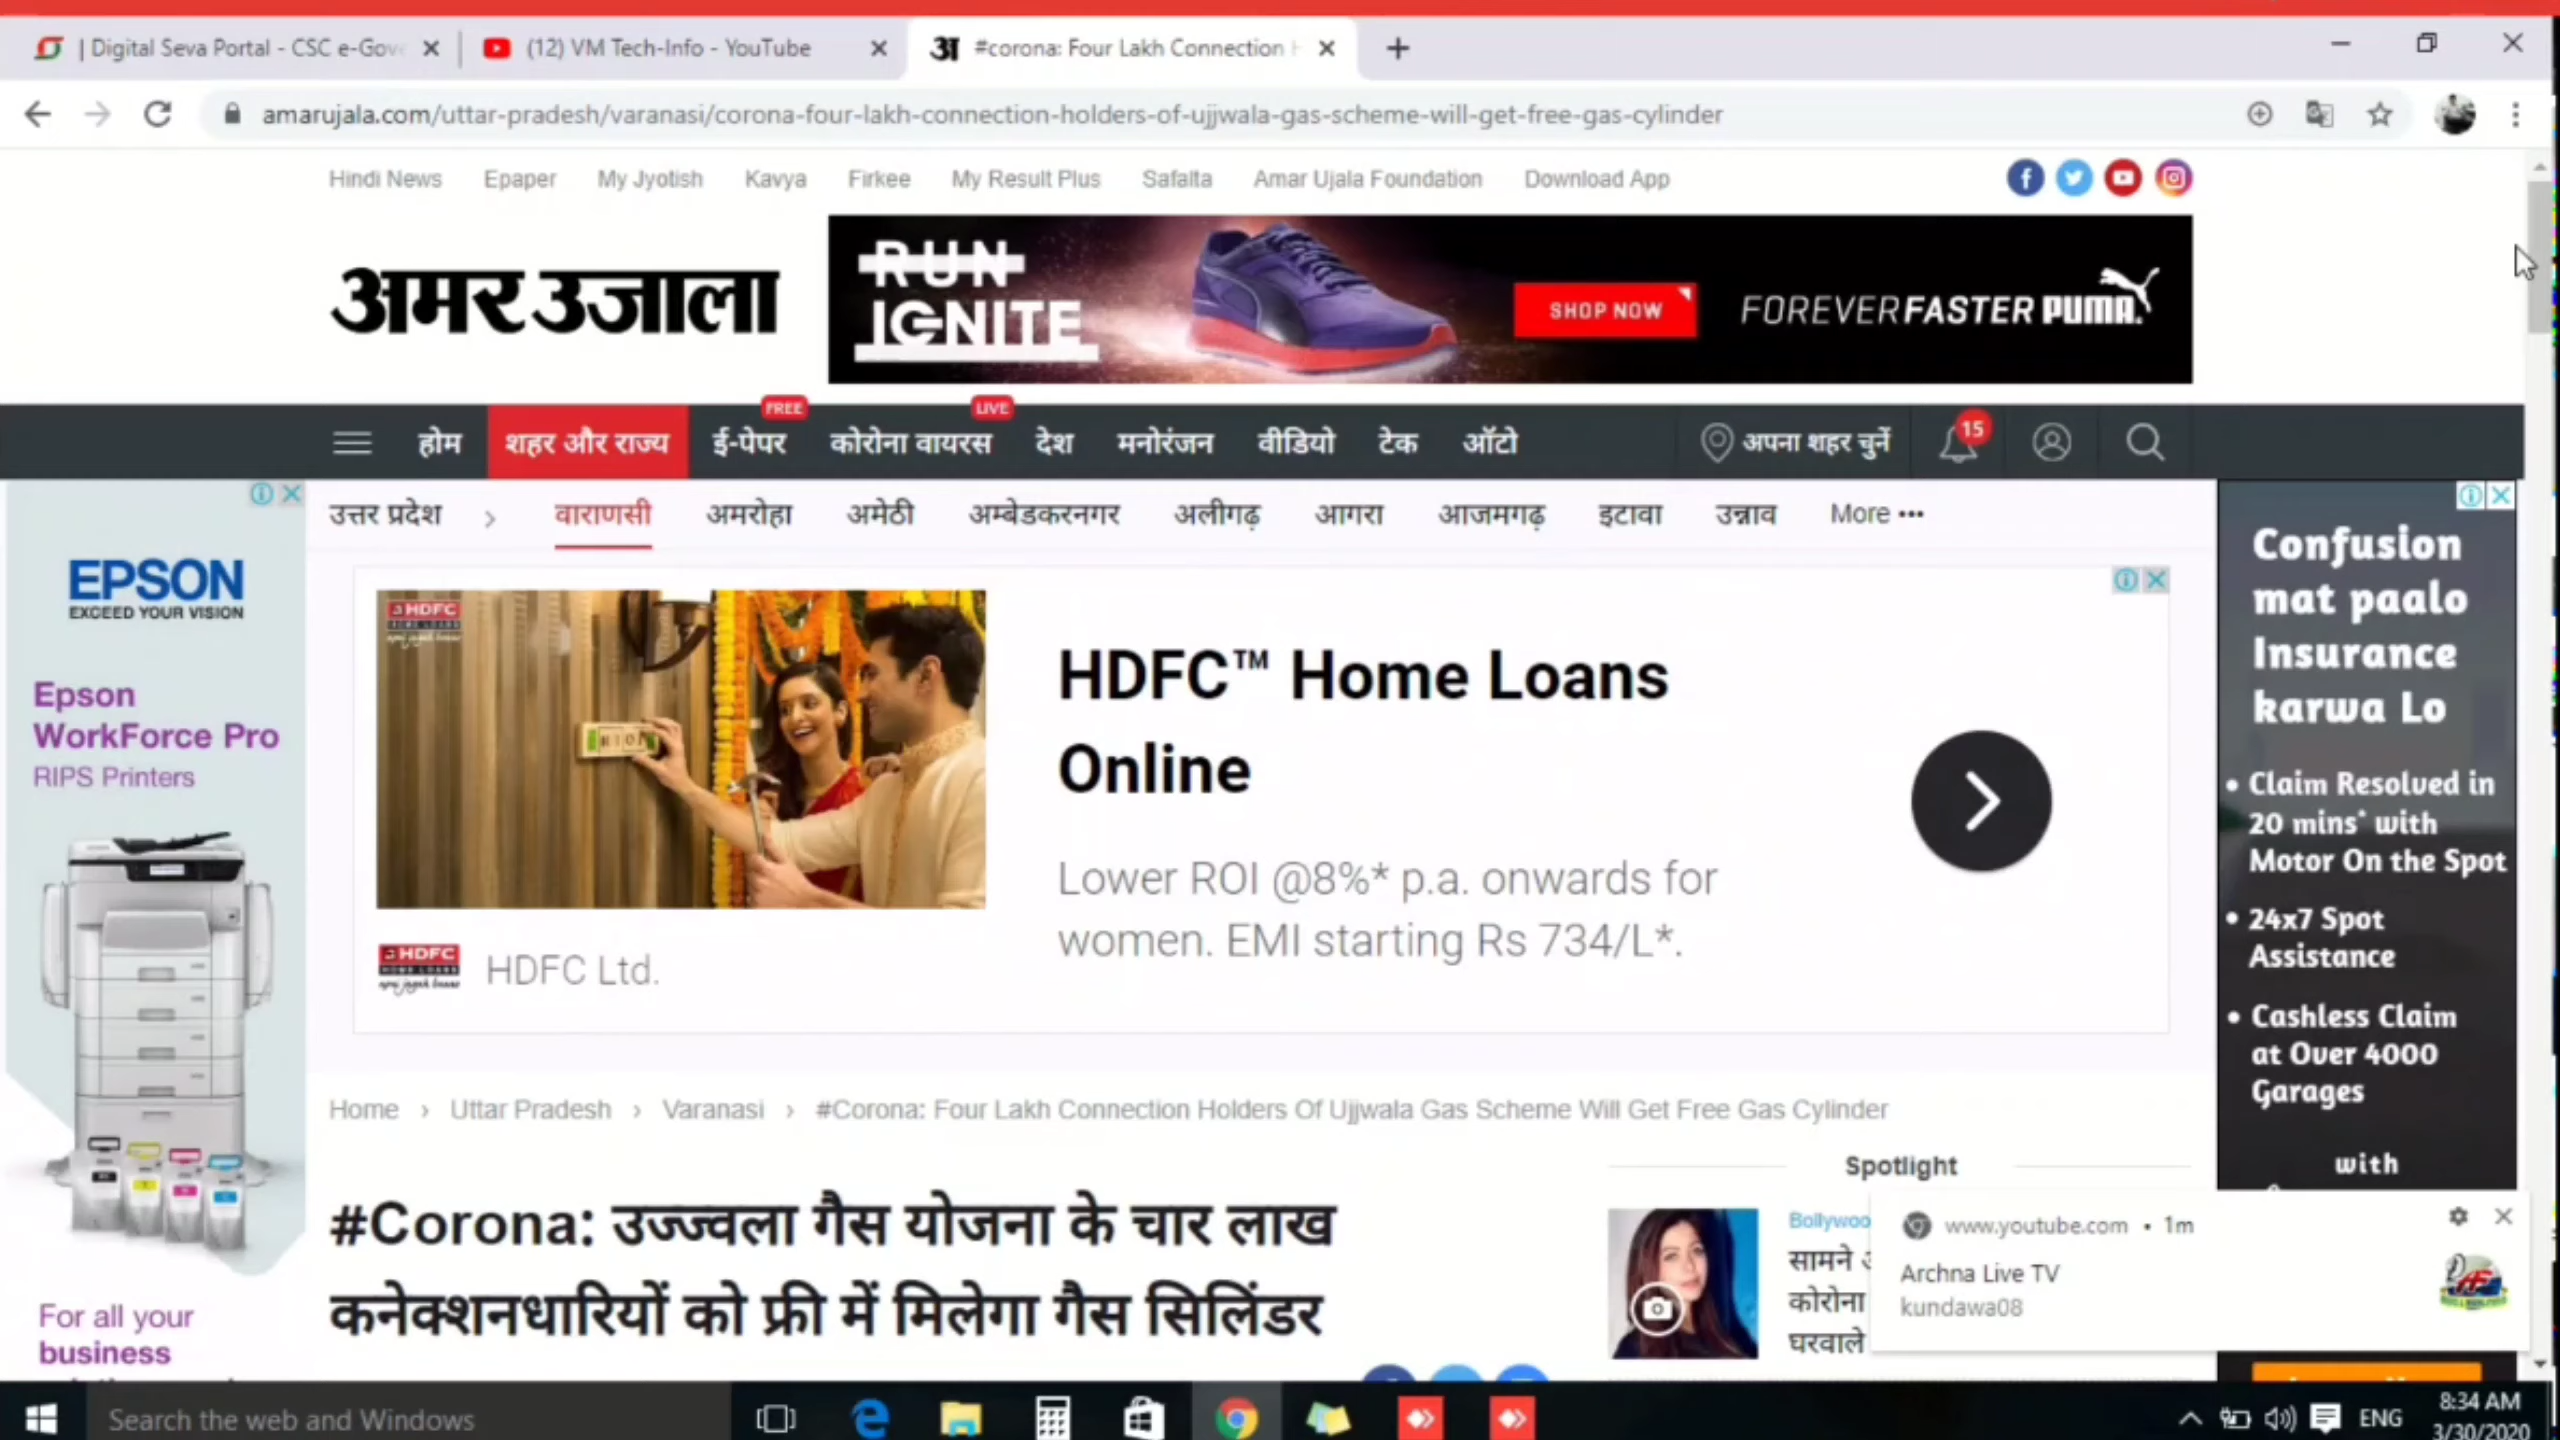 | Digital Seva Portal - CSC e-Gove
(12) VM Tech-Info - YouTube
#corona: Four Lakh Connection H
amarujala.com/uttar-pradesh/varanasi/corona-four-lakh-connection-holders-of-ujjwala-gas-scheme-will-get-free-gas-cylinder
Hindi News Epaper My Jyotish Kavya Firkee My Result Plus Safalta Amar Ujala Foundation Download App
अमर उजाला
RUN
IGNITE
SHOP NOW
FOREVER FASTER PUMA.
FREE
LIVE
होम शहर और राज्य ई-पेपर कोरोना वायरस देश मनोरंजन वीडियो टेक ऑटो अपना शहर चुनें 15
उत्तर प्रदेश > वाराणसी अमरोहा अमेठी अम्बेडकरनगर अलीगढ़ आगरा आजमगढ़ इटावा उन्नाव More •••
EPSON
EXCEED YOUR VISION
Epson
WorkForce Pro
RIPS Printers
For all your
business
HDFC
HDFC™ Home Loans
Online
Lower ROI @8%* p.a. onwards for
women. EMI starting Rs 734/L*.
HDFC
HOME LOANS
HDFC Ltd.
Confusion
mat paalo
Insurance
karwa Lo
• Claim Resolved in
20 mins* with
Motor On the Spot
• 24x7 Spot
Assistance
• Cashless Claim
at Over 4000
Garages
with
Home > Uttar Pradesh > Varanasi > #Corona: Four Lakh Connection Holders Of Ujjwala Gas Scheme Will Get Free Gas Cylinder
#Corona: उज्ज्वला गैस योजना के चार लाख
कनेक्शनधारियों को फ्री में मिलेगा गैस सिलिंडर
Spotlight
Bollywoo
सामने
कोरोना
घरवाले
www.youtube.com • 1m
Archna Live TV
kundawa08
Search the web and Windows
ENG
8:34 AM
3/30/2020